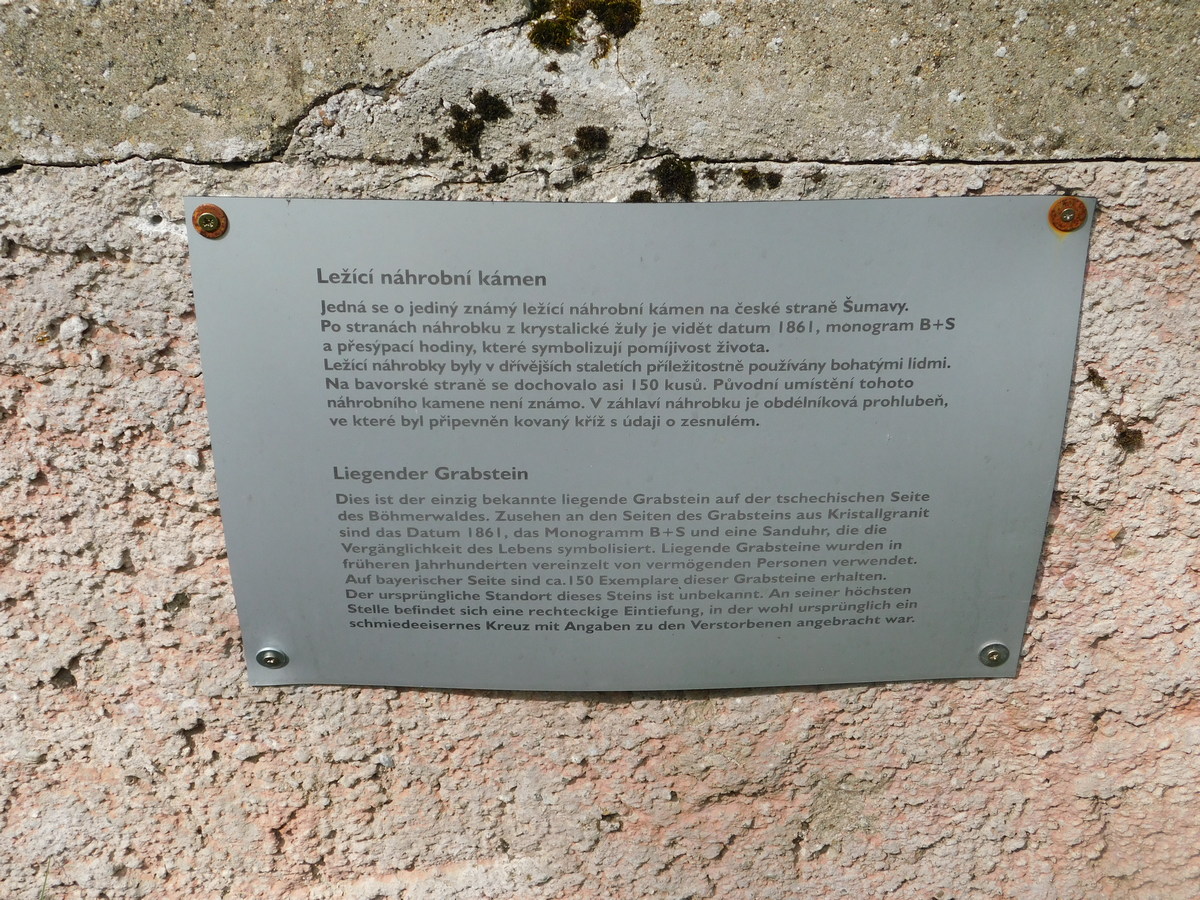 Ležící náhrobní kámen
Jedná se o jediný známý ležící náhrobní kámen na české straně Šumavy.
Po stranách náhrobku z krystalické žuly je vidět datum 1861, monogram B+S
a přesýpací hodiny, které symbolizují pomíjivost života.
Ležící náhrobky byly v dřívějších staletích příležitostně používány bohatými lidmi.
Na bavorské straně se dochovalo asi 150 kusů. Původní umístění tohoto
náhrobního kamene není známo. V záhlaví náhrobku je obdélníková prohlubeň,
ve které byl připevněn kovaný kříž s údaji o zesnulém.
Liegender Grabstein
Dies ist der einzig bekannte liegende Grabstein auf der tschechischen Seite
des Böhmerwaldes. Zusehen an den Seiten des Grabsteins aus Kristallgranit
sind das Datum 1861, das Monogramm B+S und eine Sanduhr, die die
Vergänglichkeit des Lebens symbolisiert. Liegende Grabsteine wurden in
früheren Jahrhunderten vereinzelt von vermögenden Personen verwendet.
Auf bayerischer Seite sind ca.150 Exemplare dieser Grabsteine erhalten.
Der ursprüngliche Standort dieses Steins ist unbekannt. An seiner höchsten
Stelle befindet sich eine rechteckige Eintiefung, in der wohl ursprünglich ein
schmiedeeisernes Kreuz mit Angaben zu den Verstorbenen angebracht war.